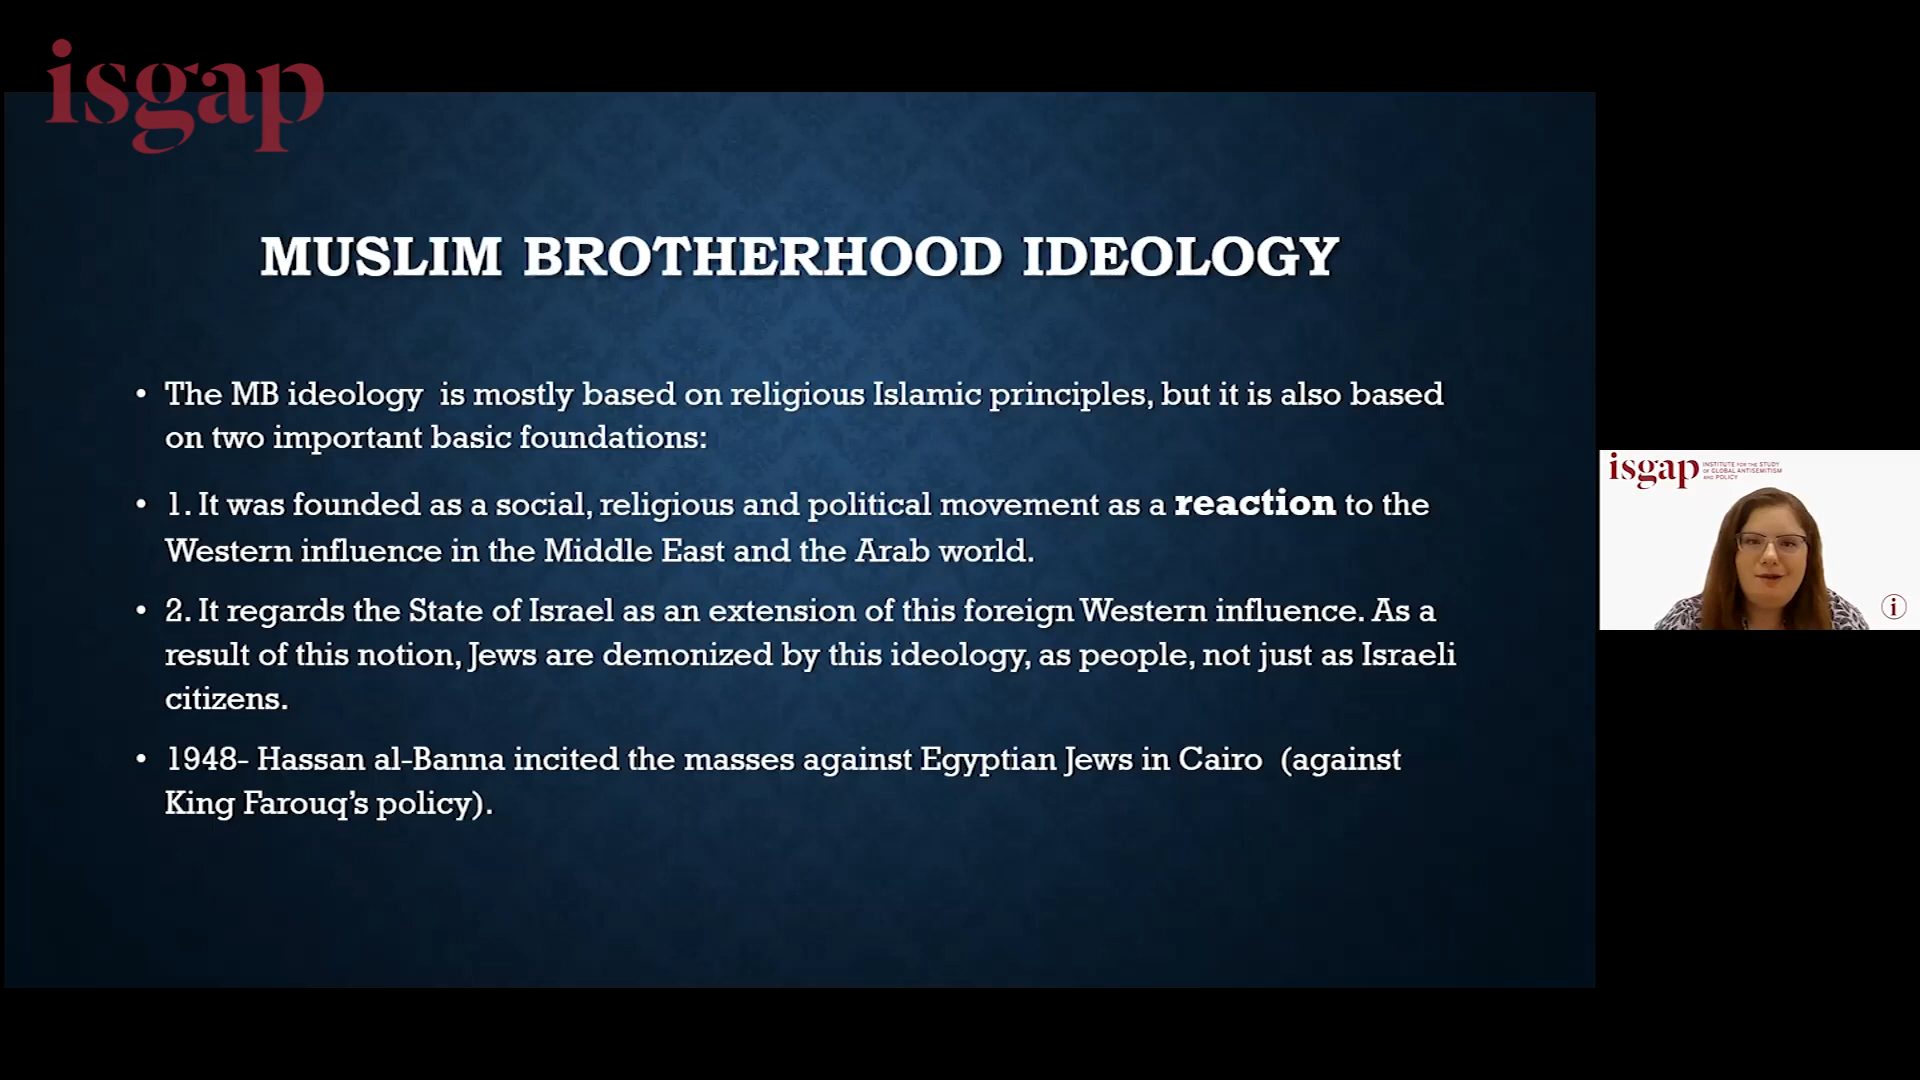 isgap
MUSLIM BROTHERHOOD IDEOLOGY
• The MB ideology  is mostly based on religious Islamic principles, but it is also based
on two important basic foundations:
• 1. It was founded as a social, religious and political movement as a reaction to the
Western influence in the Middle East and the Arab world.
• 2. It regards the State of Israel as an extension of this foreign Western influence. As a
result of this notion, Jews are demonized by this ideology, as people, not just as Israeli
citizens.
• 1948- Hassan al-Banna incited the masses against Egyptian Jews in Cairo  (against
King Farouq’s policy).
isgap
INSTITUTE FOR THE STUDY
OF GLOBAL ANTISEMITISM
AND POLICY
i